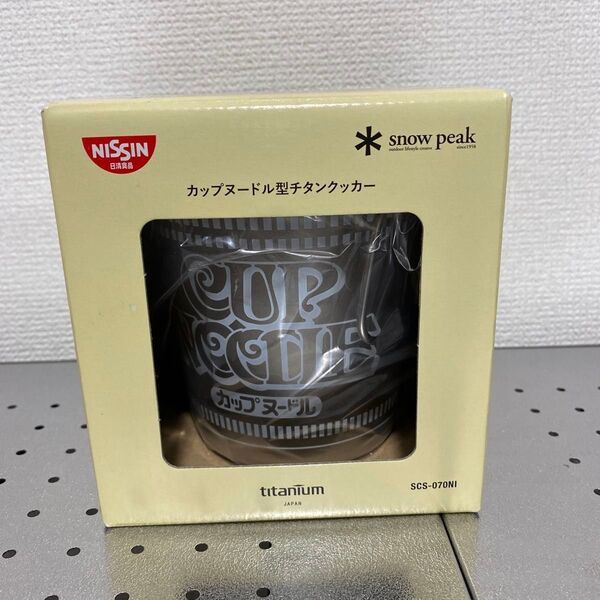 NISSIN
日清食品
snow peak
outdoor lifestyle creator since1958
カップヌードル型チタンクッカー
CUP
NOODLE
カップヌードル
titanium
JAPAN
SCS-070NI